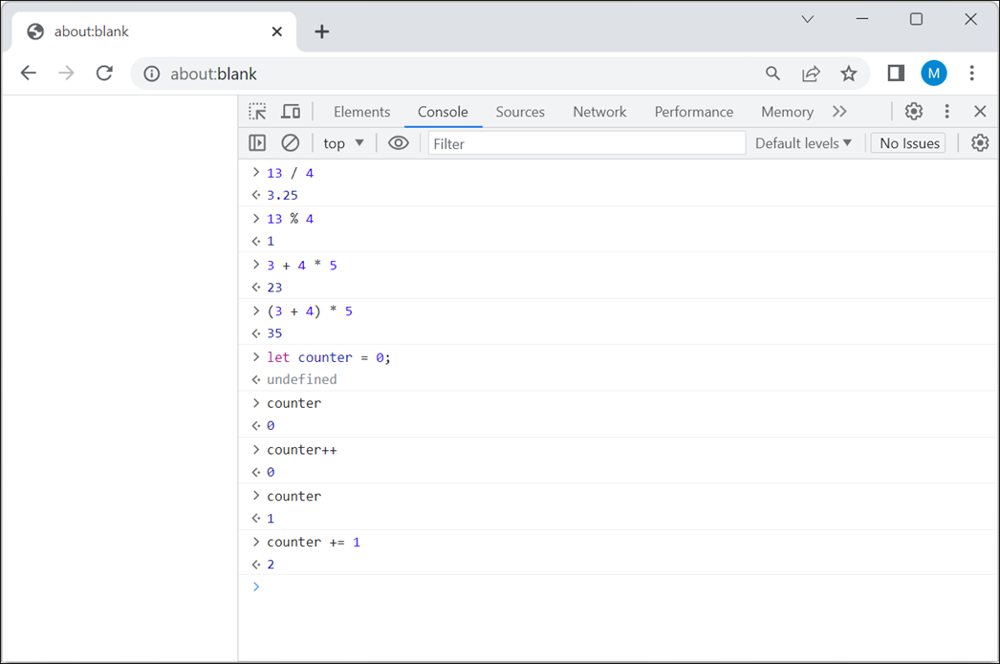 about:blank
about:blank
M
Elements Console Sources Network Performance Memory
top Filter Default levels No Issues
> 13 / 4
3.25
> 13 % 4
1
> 3 + 4 * 5
23
> (3 + 4) * 5
35
> let counter = 0;
undefined
> counter
0
> counter++
0
> counter
1
> counter += 1
2
>